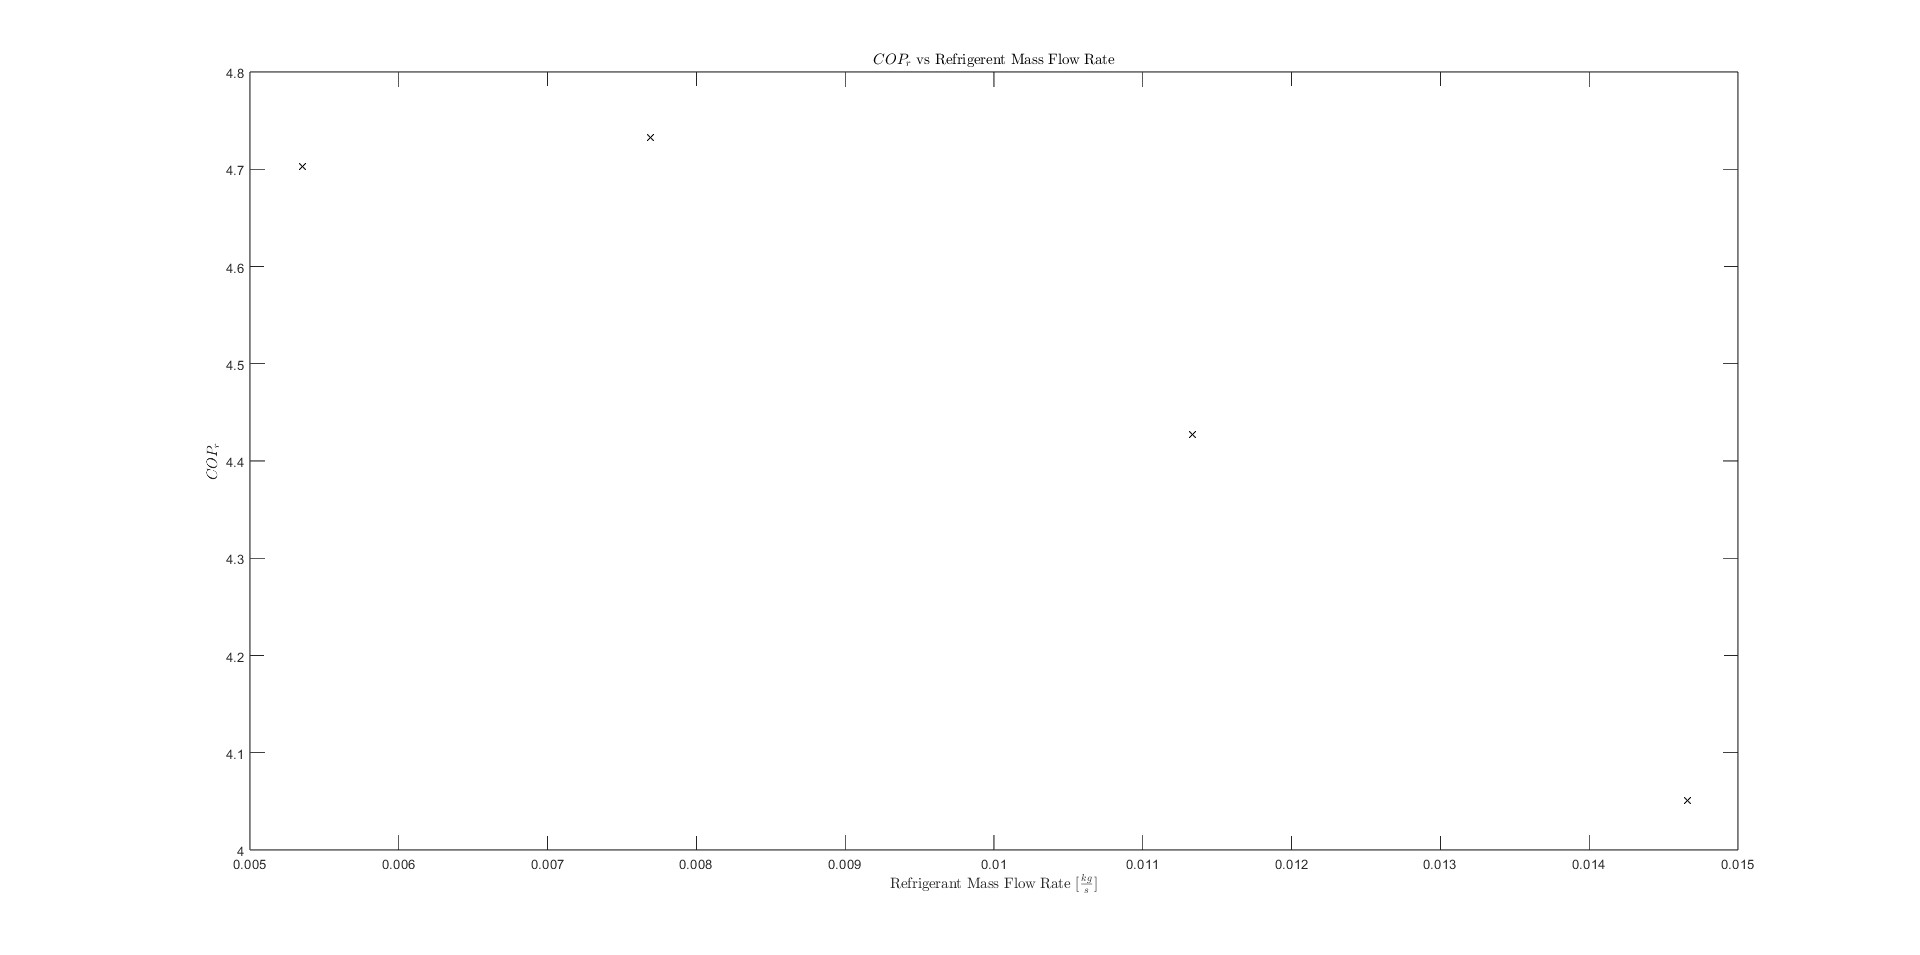 COP_r vs Refrigerent Mass Flow Rate
4.8
4.7
4.6
4.5
4.4
4.3
4.2
4.1
4
COP_r
0.005 0.006 0.007 0.008 0.009 0.01 0.011 0.012 0.013 0.014 0.015
Refrigerant Mass Flow Rate [kg/s]